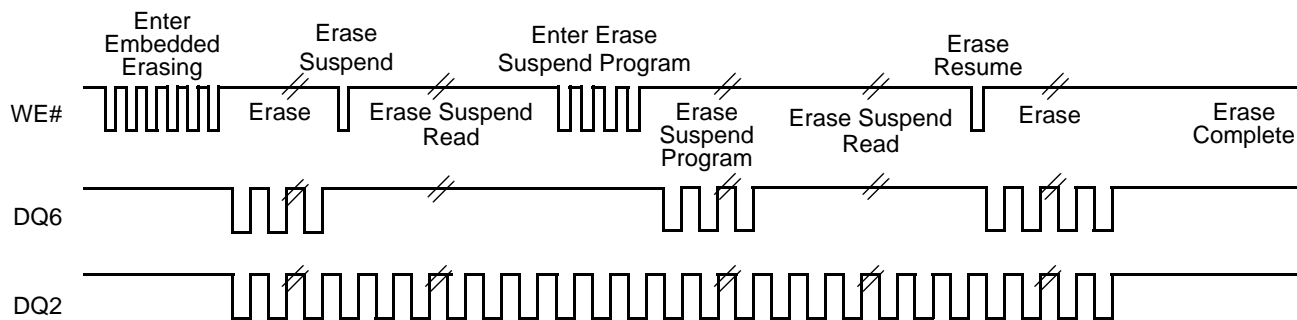 Enter
Embedded
Erasing
Erase
Suspend
Enter Erase
Suspend Program
Erase
Resume
WE#
Erase
Erase Suspend
Read
Erase
Suspend
Program
Erase Suspend
Read
Erase
Erase
Complete
DQ6
DQ2